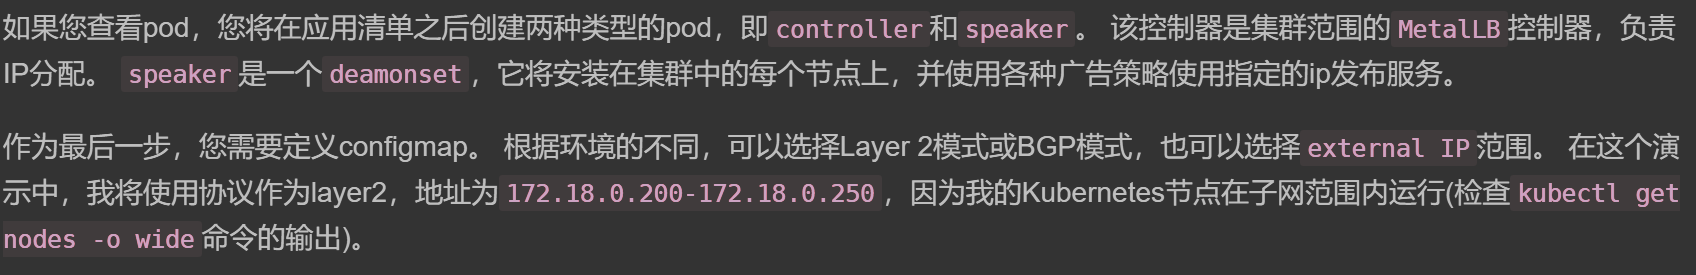 如果您查看pod，您将在应用清单之后创建两种类型的pod，即 controller 和 speaker 。 该控制器是集群范围的 MetalLB 控制器，负责
IP分配。 speaker 是一个 deamonset ，它将安装在集群中的每个节点上，并使用各种广告策略使用指定的ip发布服务。
作为最后一步，您需要定义configmap。 根据环境的不同，可以选择Layer 2模式或BGP模式，也可以选择 external IP 范围。 在这个演
示中，我将使用协议作为layer2，地址为 172.18.0.200-172.18.0.250 ，因为我的Kubernetes节点在子网范围内运行(检查 kubectl get
nodes -o wide 命令的输出)。